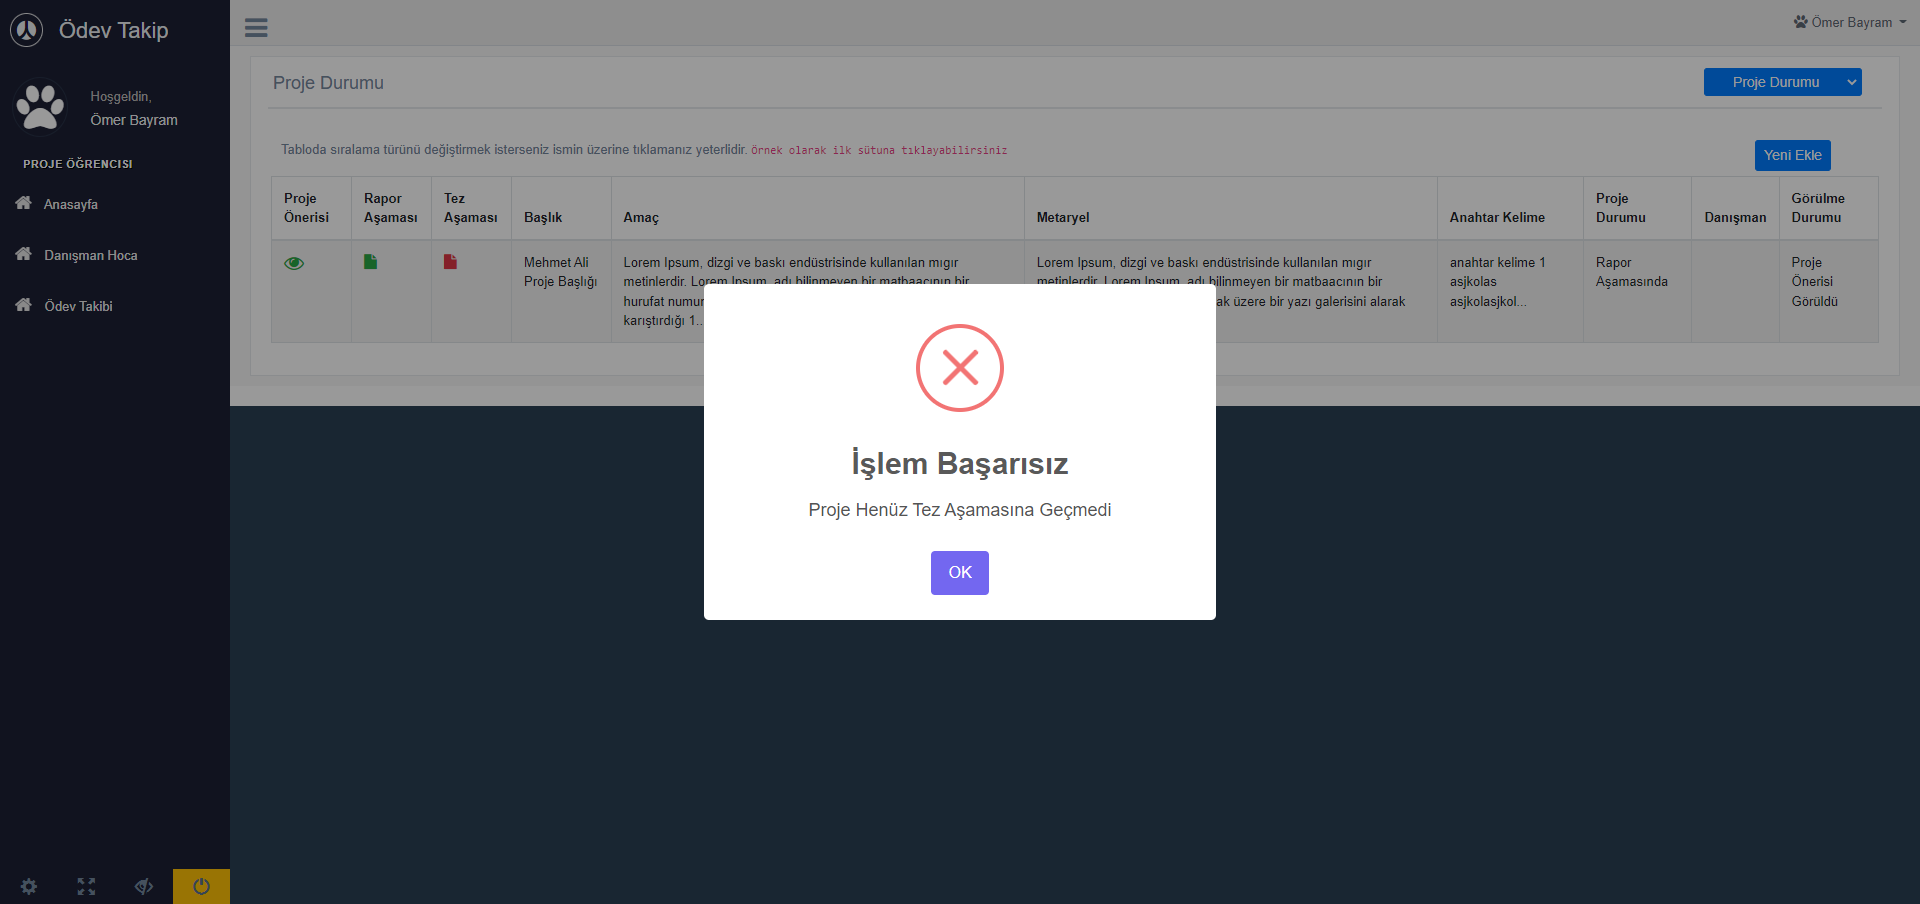 Ödev Takip
Ömer Bayram
Hoşgeldin,
Ömer Bayram
PROJE ÖĞRENCISI
Anasayfa
Danışman Hoca
Ödev Takibi
Proje Durumu
Proje Durumu
Tabloda sıralama türünü değiştirmek isterseniz ismin üzerine tıklamanız yeterlidir. Örnek olarak ilk sütuna tıklayabilirsiniz
Yeni Ekle
Proje
Önerisi
Rapor
Aşaması
Tez
Aşaması
Başlık
Amaç
Metaryel
Anahtar Kelime
Proje
Durumu
Danışman
Görülme
Durumu
Mehmet Ali
Proje Başlığı
Lorem Ipsum, dizgi ve baskı endüstrisinde kullanılan mıgır
metinlerdir. Lorem Ipsum, adı bilinmeyen bir matbaacının bir
hurufat numur
karıştırdığı 1...
Lorem Ipsum, dizgi ve baskı endüstrisinde kullanılan mıgır
metinlerdir. Lorem Ipsum, adı bilinmeyen bir matbaacının bir
ak üzere bir yazı galerisini alarak
anahtar kelime 1
asjkolas
asjkolasjkol...
Rapor
Aşamasında
Proje
Önerisi
Görüldü
İşlem Başarısız
Proje Henüz Tez Aşamasına Geçmedi
OK